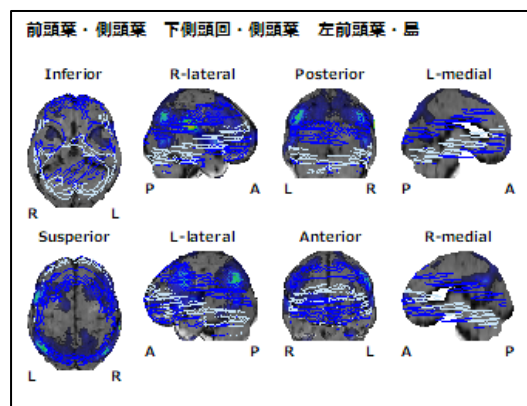 前頭葉・側頭葉　下側頭回・側頭葉　左前頭葉・島
Inferior R-lateral Posterior L-medial
P A L R P A
R L
Susperior L-lateral Anterior R-medial
A P R L A P
L R